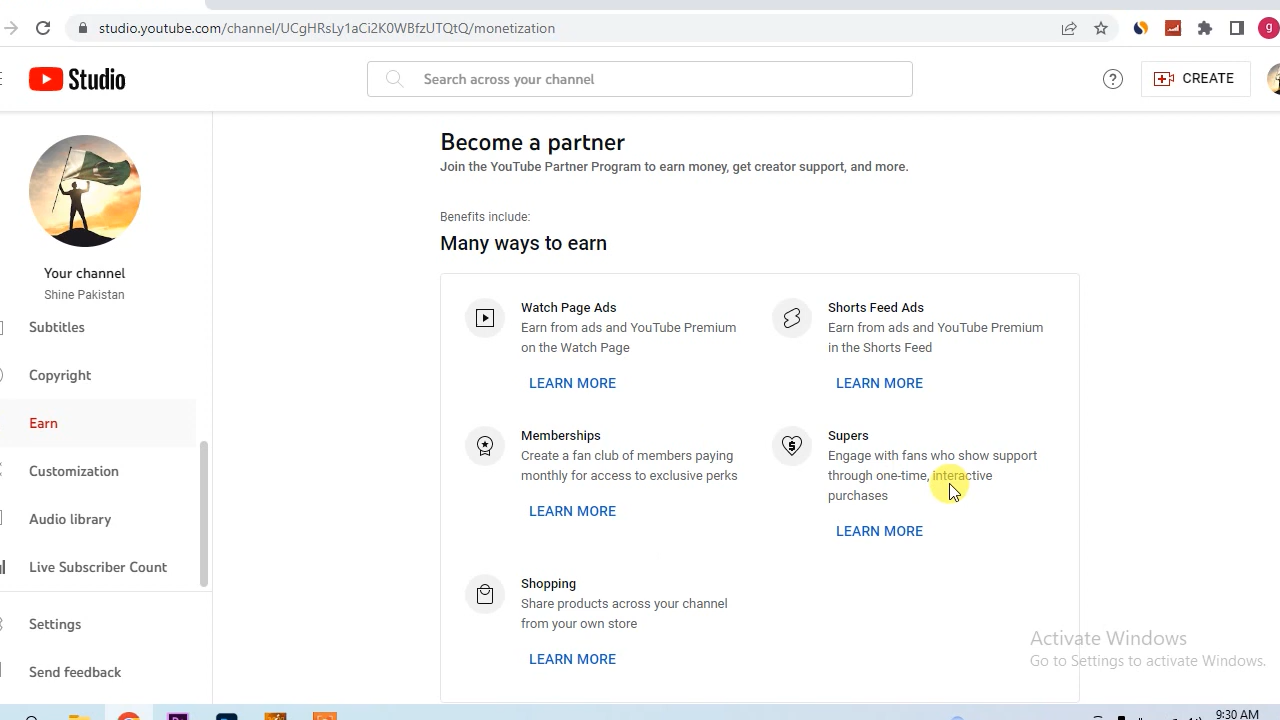 studio.youtube.com/channel/UCgHRsLy1aCi2K0WBfzUTQtQ/monetization
g
Studio
Search across your channel
CREATE
Your channel
Shine Pakistan
Subtitles
Copyright
Earn
Customization
Audio library
Live Subscriber Count
Settings
Send feedback
Become a partner
Join the YouTube Partner Program to earn money, get creator support, and more.
Benefits include:
Many ways to earn
Watch Page Ads
Earn from ads and YouTube Premium
on the Watch Page
LEARN MORE
Shorts Feed Ads
Earn from ads and YouTube Premium
in the Shorts Feed
LEARN MORE
Memberships
Create a fan club of members paying
monthly for access to exclusive perks
LEARN MORE
Supers
Engage with fans who show support
through one-time, interactive
purchases
LEARN MORE
Shopping
Share products across your channel
from your own store
LEARN MORE
Activate Windows
Go to Settings to activate Windows.
9:30 AM